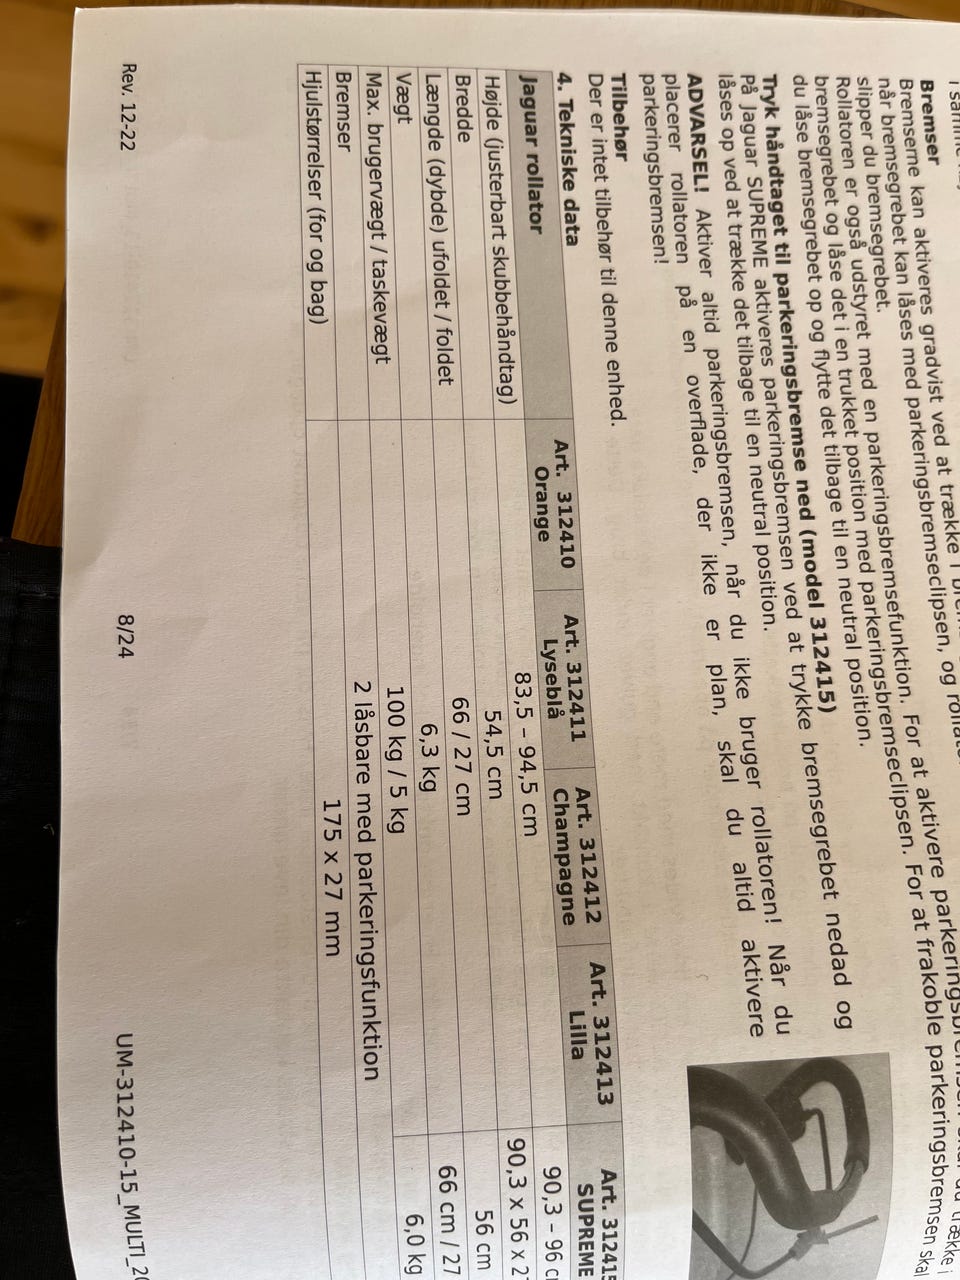 Bremser
Bremserne kan aktiveres gradvist ved at trække i
når bremsegrebet kan låses med parkeringsbremseclipsen, og
slipper du bremsegrebet.
Rollatoren er også udstyret med en parkeringsbremsefunktion. For at aktivere
bremsegrebet og låse det i en trukket position med parkeringsbremseclipsen. For at frakoble parkeringsbremsen skal
du låse bremsegrebet op og flytte det tilbage til en neutral position.
Tryk håndtaget til parkeringsbremse ned (model 312415)
På Jaguar SUPREME aktiveres parkeringsbremsen ved at trykke bremsegrebet nedad og
låses op ved at trække det tilbage til en neutral position.
ADVARSEL! Aktiver altid parkeringsbremsen, når du ikke bruger rollatoren! Når du
placerer rollatoren på en overflade, der ikke er plan, skal du altid aktivere
parkeringsbremsen!
Tilbehør
Der er intet tilbehør til denne enhed.
4. Tekniske data
Jaguar rollator Art. 312410 Orange Art. 312411 Lyseblå Art. 312412 Champagne Art. 312413 Lilla Art. 312415 SUPREME
Højde (justerbart skubbehåndtag) 83,5 – 94,5 cm 90,3 – 96
90,3 x 56 x
Bredde 54,5 cm 56 cm
Længde (dybde) ufoldet / foldet 66 / 27 cm 66 cm / 27
Vægt 6,3 kg 6,0 kg
Max. brugervægt / taskevægt 100 kg / 5 kg
Bremser 2 låsbare med parkeringsfunktion
Hjulstørrelser (for og bag) 175 x 27 mm
Rev. 12-22 8/24 UM-312410-15_MULTI_20